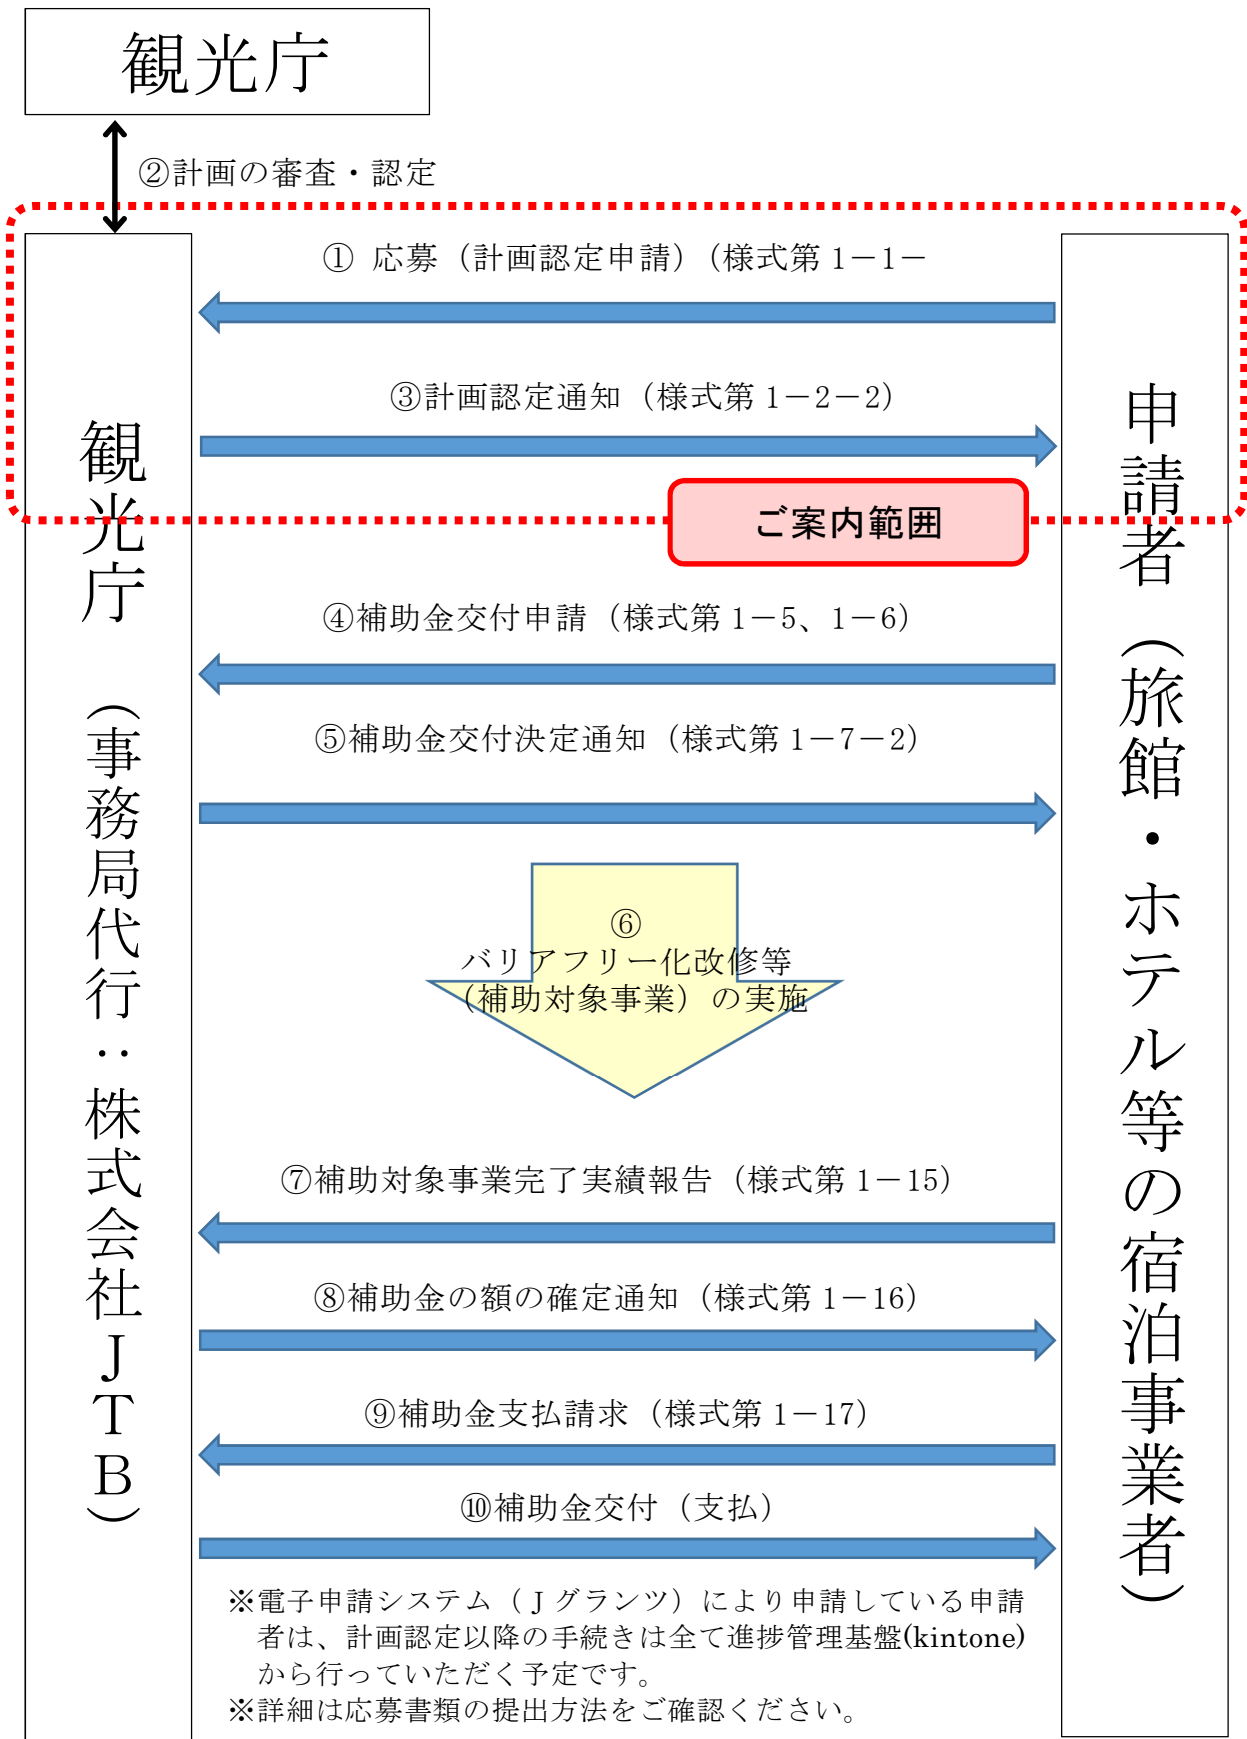 観光庁
②計画の審査・認定
① 応募（計画認定申請）（様式第 1－1－
③計画認定通知（様式第 1－2－2）
ご案内範囲
④補助金交付申請（様式第 1－5、1－6）
⑤補助金交付決定通知（様式第 1－7－2）
⑥
バリアフリー化改修等
（補助対象事業）の実施
⑦補助対象事業完了実績報告（様式第 1－15）
⑧補助金の額の確定通知（様式第 1－16）
⑨補助金支払請求（様式第 1－17）
⑩補助金交付（支払）
観光庁（事務局代行：株式会社JTB）
申請者（旅館・ホテル等の宿泊事業者）
※電子申請システム（Jグランツ）により申請している申請
者は、計画認定以降の手続きは全て進捗管理基盤(kintone)
から行っていただく予定です。
※詳細は応募書類の提出方法をご確認ください。